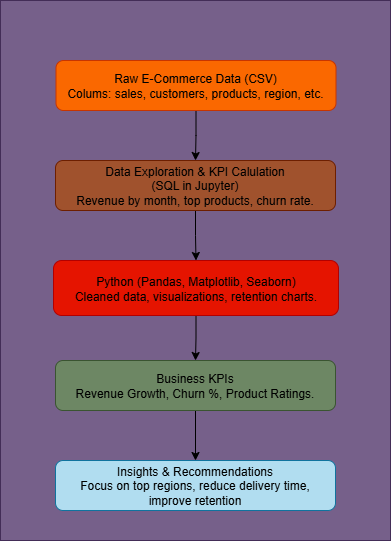 Raw E-Commerce Data (CSV)
Colums: sales, customers, products, region, etc.
Data Exploration & KPI Calulation
(SQL in Jupyter)
Revenue by month, top products, churn rate.
Python (Pandas, Matplotlib, Seaborn)
Cleaned data, visualizations, retention charts.
Business KPIs
Revenue Growth, Churn %, Product Ratings.
Insights & Recommendations
Focus on top regions, reduce delivery time,
improve retention